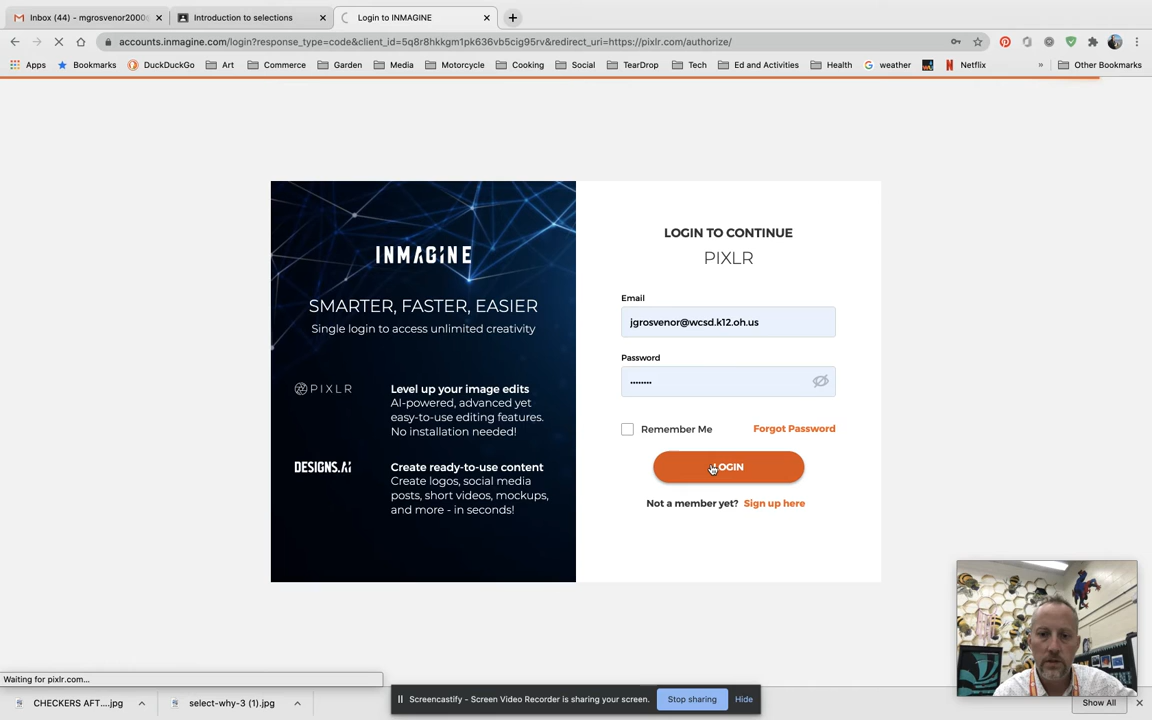 Inbox (44) - mgrosvenor2000
Introduction to selections
Login to INMAGINE
accounts.inmagine.com/login?response_type=code&client_id=5q8r8hkkgm1pk636vb5cig95rv&redirect_uri=https://pixlr.com/authorize/
Apps Bookmarks DuckDuckGo Art Commerce Garden Media Motorcycle Cooking Social TearDrop Tech Ed and Activities Health weather Netflix » Other Bookmarks
INMAGINE
SMARTER, FASTER, EASIER
Single login to access unlimited creativity
PIXLR
Level up your image edits
AI-powered, advanced yet
easy-to-use editing features.
No installation needed!
DESIGNS.Ai
Create ready-to-use content
Create logos, social media
posts, short videos, mockups,
and more - in seconds!
LOGIN TO CONTINUE
PIXLR
Email
jgrosvenor@wcsd.k12.oh.us
Password
••••••••
Remember Me
Forgot Password
LOGIN
Not a member yet? Sign up here
Waiting for pixlr.com...
CHECKERS AFT....jpg
select-why-3 (1).jpg
Screencastify - Screen Video Recorder is sharing your screen.
Stop sharing
Hide
Show All